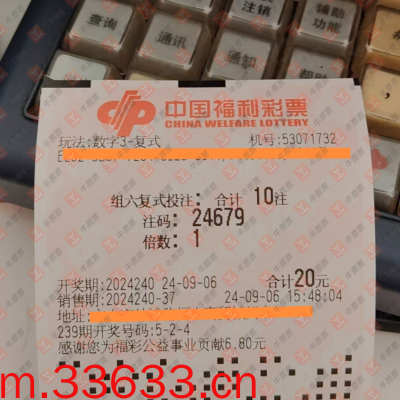 查询
通讯
注销
通知
辅助
功能
中国福利彩票
CHINA WELFARE LOTTERY
玩法:数字3-复式 机号:53071732
组六复式投注: 合计 10注
注码: 24679
倍数: 1
开奖期:2024240 24-09-06 合计20元
销售期:2024240-37 24-09-06 15:48:04
地址:
239期开奖号码:5-2-4
感谢您为福彩公益事业贡献6.80元
m.33633.cn